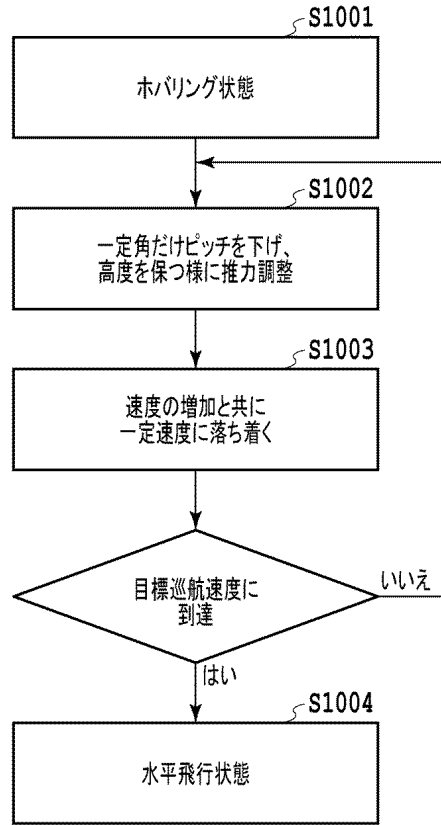 S1001
ホバリング状態
S1002
一定角だけピッチを下げ、
高度を保つ様に推力調整
S1003
速度の増加と共に
一定速度に落ち着く
目標巡航速度に
到達
いいえ
はい
S1004
水平飛行状態